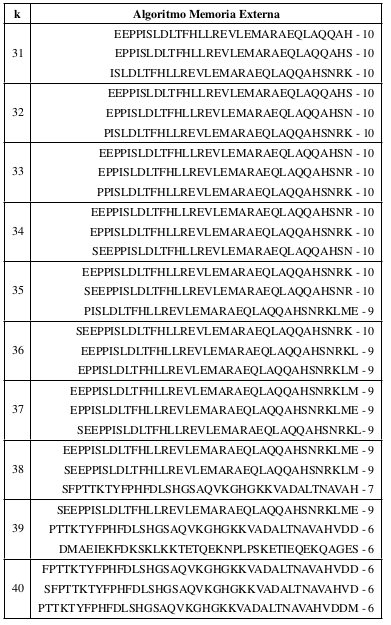 k Algoritmo Memoria Externa
EEPPISLDLTFHLLREVLEMARAEQLAQQAH - 10
31 EPPISLDLTFHLLREVLEMARAEQLAQQAHS - 10
ISLDLTFHLLREVLEMARAEQLAQQAHSNRK - 10
EEPPISLDLTFHLLREVLEMARAEQLAQQAHS - 10
32 EPPISLDLTFHLLREVLEMARAEQLAQQAHSN - 10
PISLDLTFHLLREVLEMARAEQLAQQAHSNRK - 10
EEPPISLDLTFHLLREVLEMARAEQLAQQAHSN - 10
33 EPPISLDLTFHLLREVLEMARAEQLAQQAHSNR - 10
PPISLDLTFHLLREVLEMARAEQLAQQAHSNRK - 10
EEPPISLDLTFHLLREVLEMARAEQLAQQAHSNR - 10
34 EPPISLDLTFHLLREVLEMARAEQLAQQAHSNRK - 10
SEEPPISLDLTFHLLREVLEMARAEQLAQQAHSN - 10
EEPPISLDLTFHLLREVLEMARAEQLAQQAHSNRK - 10
35 SEEPPISLDLTFHLLREVLEMARAEQLAQQAHSNR - 10
PISLDLTFHLLREVLEMARAEQLAQQAHSNRKLME - 9
SEEPPISLDLTFHLLREVLEMARAEQLAQQAHSNRK - 10
36 EEPPISLDLTFHLLREVLEMARAEQLAQQAHSNRKL - 9
EPPISLDLTFHLLREVLEMARAEQLAQQAHSNRKLM - 9
EEPPISLDLTFHLLREVLEMARAEQLAQQAHSNRKLM - 9
37 EPPISLDLTFHLLREVLEMARAEQLAQQAHSNRKLME - 9
SEEPPISLDLTFHLLREVLEMARAEQLAQQAHSNRKL - 9
EEPPISLDLTFHLLREVLEMARAEQLAQQAHSNRKLME - 9
38 SEEPPISLDLTFHLLREVLEMARAEQLAQQAHSNRKLM - 9
SFPTTKTYFPHFDLSHGSAQVKGHGKKVADALTNAVAH - 7
SEEPPISLDLTFHLLREVLEMARAEQLAQQAHSNRKLME - 9
39 PTTKTYFPHFDLSHGSAQVKGHGKKVADALTNAVAHVDD - 6
DMAEIEKFDKSKLKKTETQEKNPLPSKETIEQEKQAGES - 6
FPTTKTYFPHFDLSHGSAQVKGHGKKVADALTNAVAHVDD - 6
40 SFPTTKTYFPHFDLSHGSAQVKGHGKKVADALTNAVAHVD - 6
PTTKTYFPHFDLSHGSAQVKGHGKKVADALTNAVAHVDDM - 6